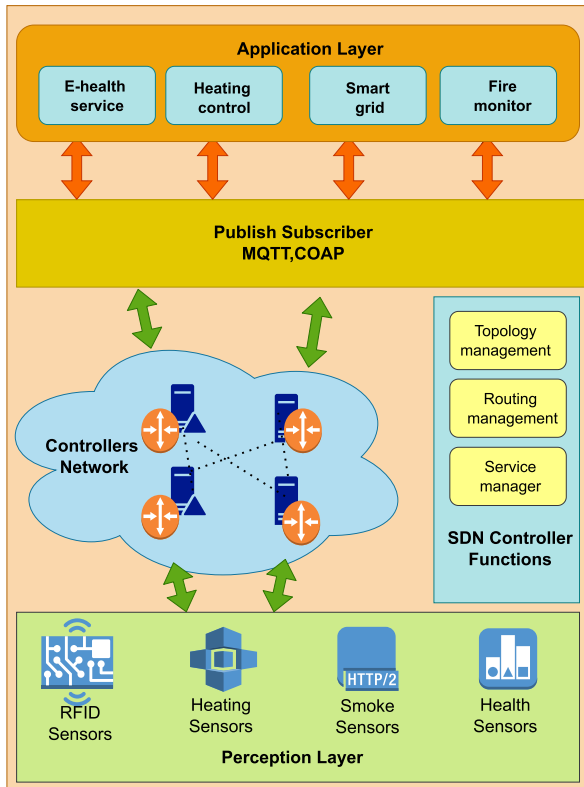 Application Layer
E-health
service
Heating
control
Smart
grid
Fire
monitor
Publish Subscriber
MQTT,COAP
Controllers
Network
Topology
management
Routing
management
Service
manager
SDN Controller
Functions
HTTP/2
RFID
Sensors
Heating
Sensors
Smoke
Sensors
Health
Sensors
Perception Layer